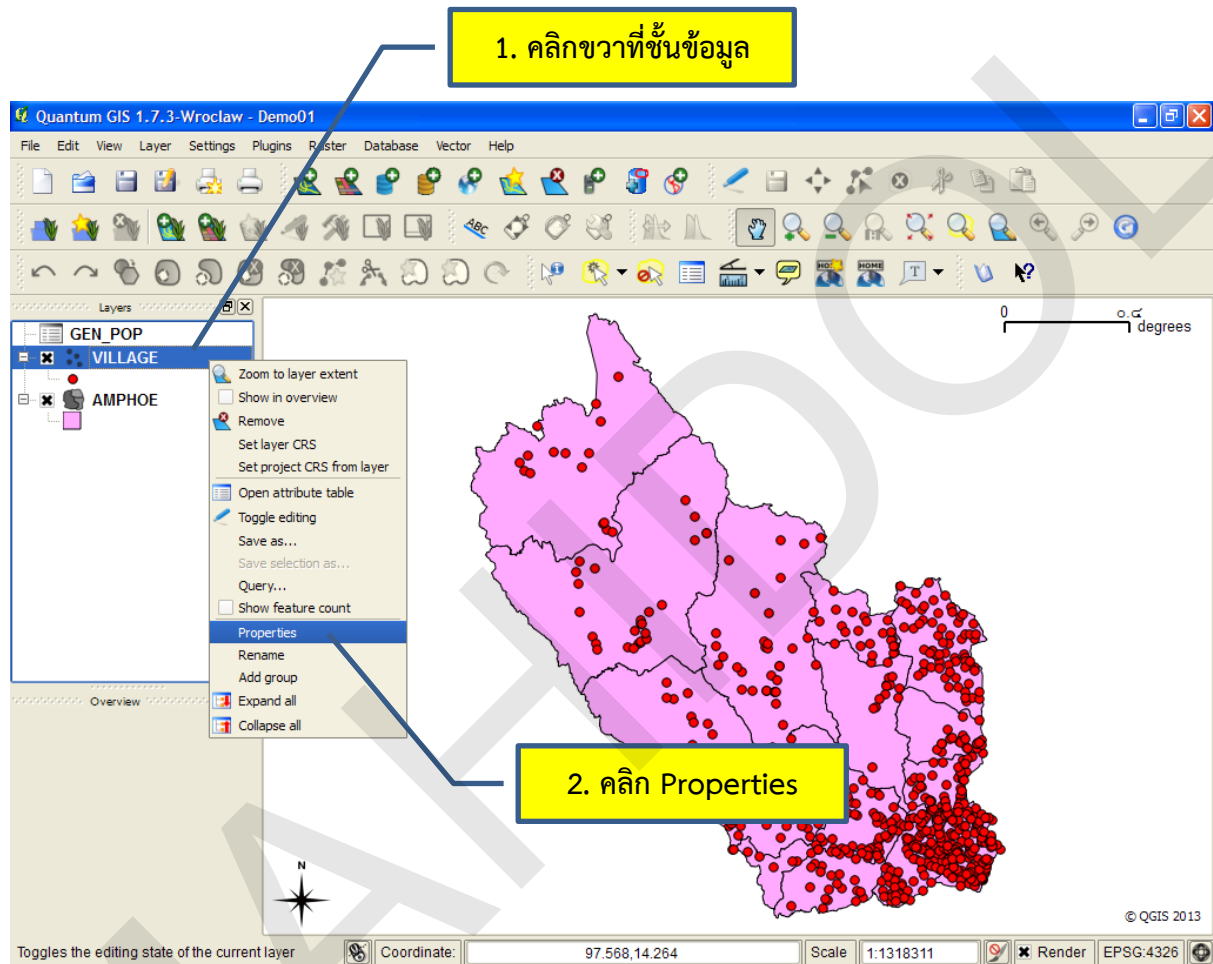 1. คลิกขวาที่ชั้นข้อมูล
Quantum GIS 1.7.3-Wroclaw - Demo01
File Edit View Layer Settings Plugins Raster Database Vector Help
ABC
HOME
T
Layers
GEN_POP
VILLAGE
AMPHOE
Zoom to layer extent
Show in overview
Remove
Set layer CRS
Set project CRS from layer
Open attribute table
Toggle editing
Save as...
Save selection as...
Query...
Show feature count
Properties
Rename
Add group
Expand all
Collapse all
Overview
0 ๐.๔
degrees
2. คลิก Properties
N
© QGIS 2013
Toggles the editing state of the current layer Coordinate: 97.568,14.264 Scale 1:1318311 Render EPSG:4326
MAHIDOL